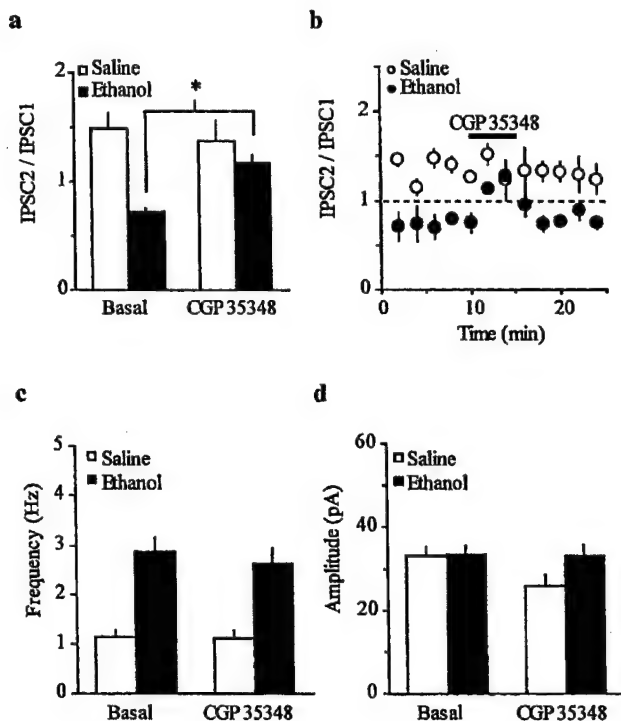 a
Saline
Ethanol
*
IPSC2 / IPSC1
2
1
0
Basal
CGP 35348
b
Saline
Ethanol
CGP 35348
IPSC2 / IPSC1
2
1
0
0
10
20
Time (min)
c
Saline
Ethanol
Frequency (Hz)
5
4
3
2
1
0
Basal
CGP 35348
d
Saline
Ethanol
Amplitude (pA)
60
40
20
0
Basal
CGP 35348